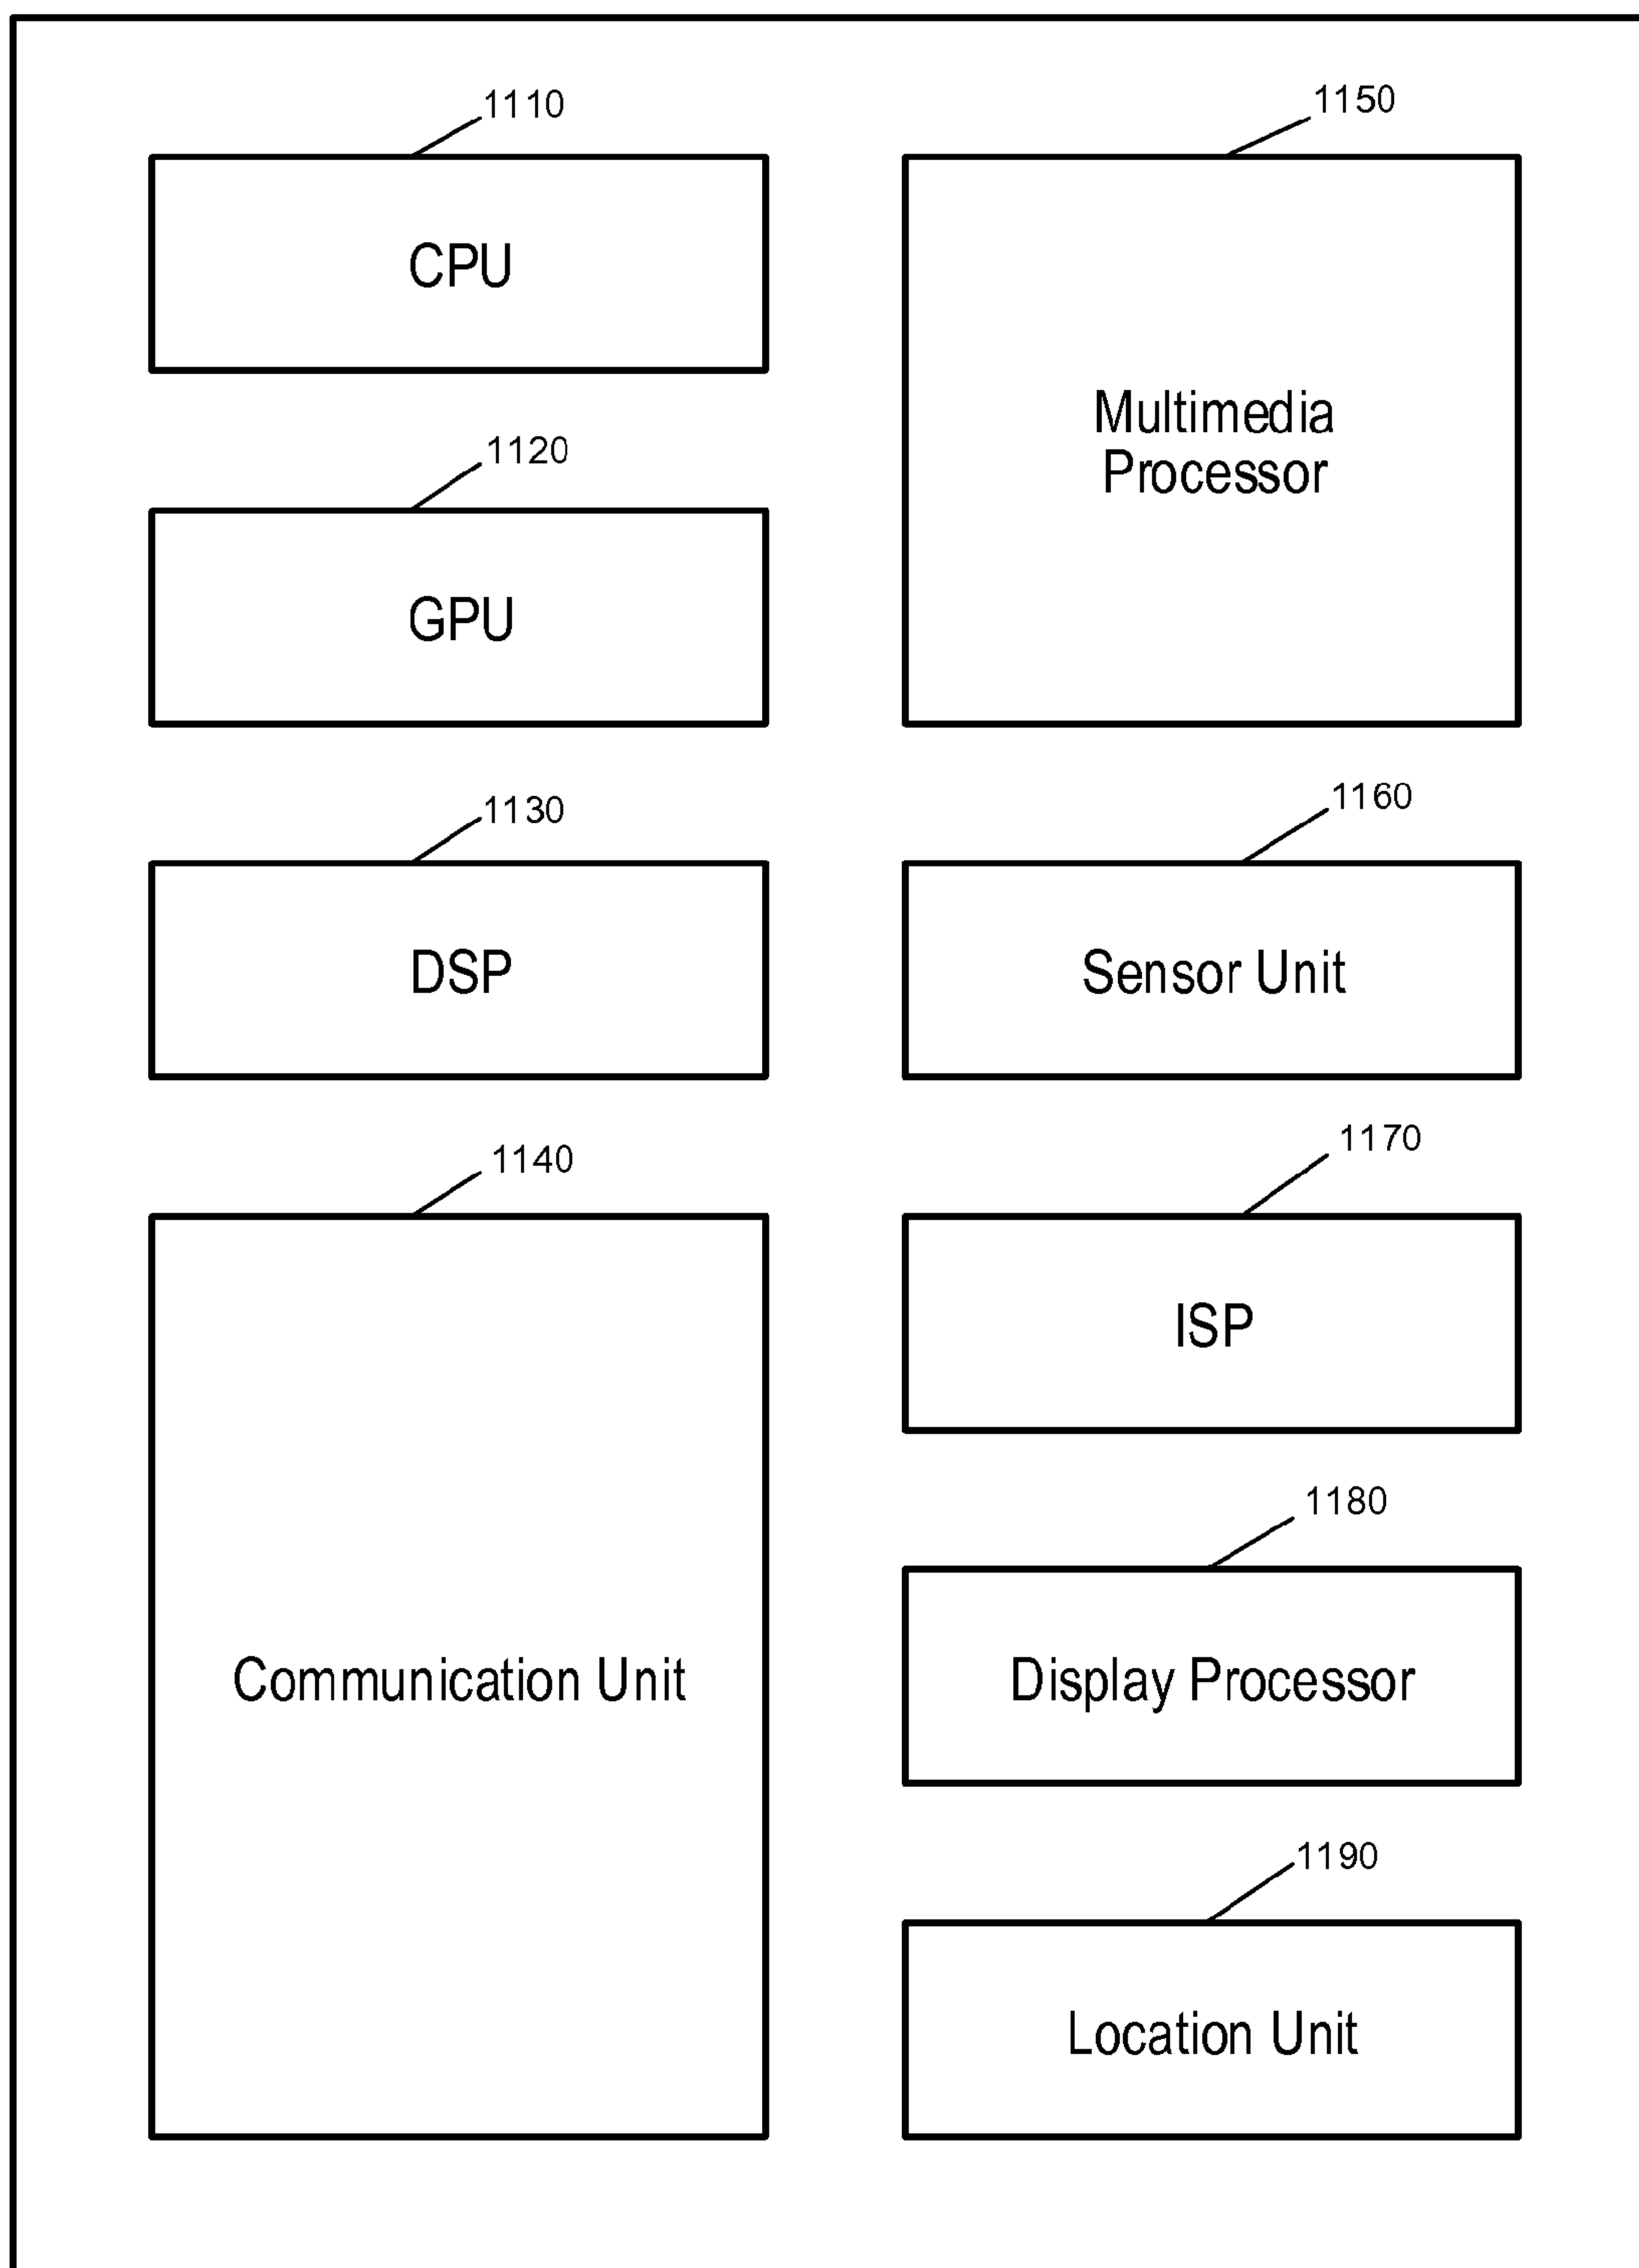 1110
CPU
1120
GPU
1130
DSP
1140
Communication Unit
1150
Multimedia
Processor
1160
Sensor Unit
1170
ISP
1180
Display Processor
1190
Location Unit